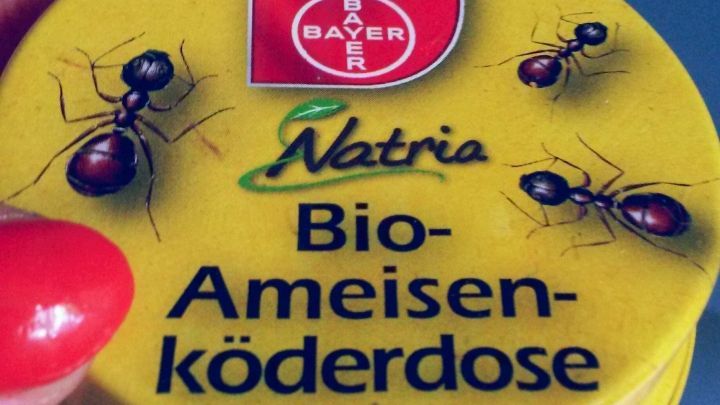 BAYER
BAYER
Natria
Bio-
Ameisen-
köderdose